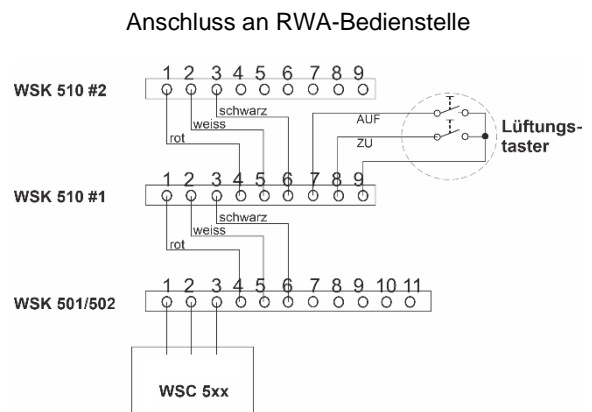 Anschluss an RWA-Bedienstelle
1 2 3 4 5 6 7 8 9
WSK 510 #2
schwarz
weiss
rot
AUF
ZU
Lüftungs-
taster
1 2 3 4 5 6 7 8 9
WSK 510 #1
schwarz
weiss
rot
1 2 3 4 5 6 7 8 9 10 11
WSK 501/502
WSC 5xx